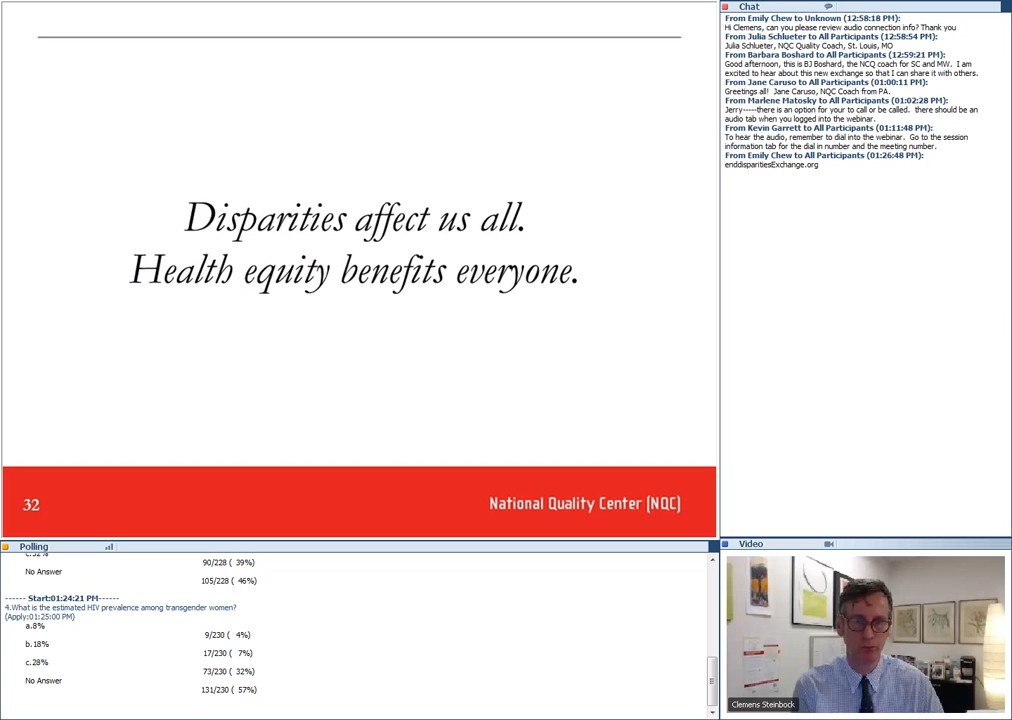 Disparities affect us all.
Health equity benefits everyone.
32
National Quality Center (NQC)
Chat
From Emily Chew to Unknown (12:58:18 PM):
Hi Clemens, can you please review audio connection info? Thank you
From Julia Schlueter to All Participants (12:58:54 PM):
Julia Schlueter, NQC Quality Coach, St. Louis, MO
From Barbara Boshard to All Participants (12:59:21 PM):
Good afternoon, this is BJ Boshard, the NCQ coach for SC and MW. I am
excited to hear about this new exchange so that I can share it with others.
From Jane Caruso to All Participants (01:00:11 PM):
Greetings all! Jane Caruso, NQC Coach from PA.
From Marlene Matosky to All Participants (01:02:28 PM):
Jerry-----there is an option for your to call or be called. there should be an
audio tab when you logged into the webinar.
From Kevin Garrett to All Participants (01:11:48 PM):
To hear the audio, remember to dial into the webinar. Go to the session
information tab for the dial in number and the meeting number.
From Emily Chew to All Participants (01:26:48 PM):
enddisparitiesExchange.org
Polling
c.32%
90/228 ( 39%)
No Answer
105/228 ( 46%)
------ Start:01:24:21 PM------
4.What is the estimated HIV prevalence among transgender women?
(Apply:01:25:00 PM)
a.8%
9/230 ( 4%)
b.18%
17/230 ( 7%)
c.28%
73/230 ( 32%)
No Answer
131/230 ( 57%)
Video
Clemens Steinbock